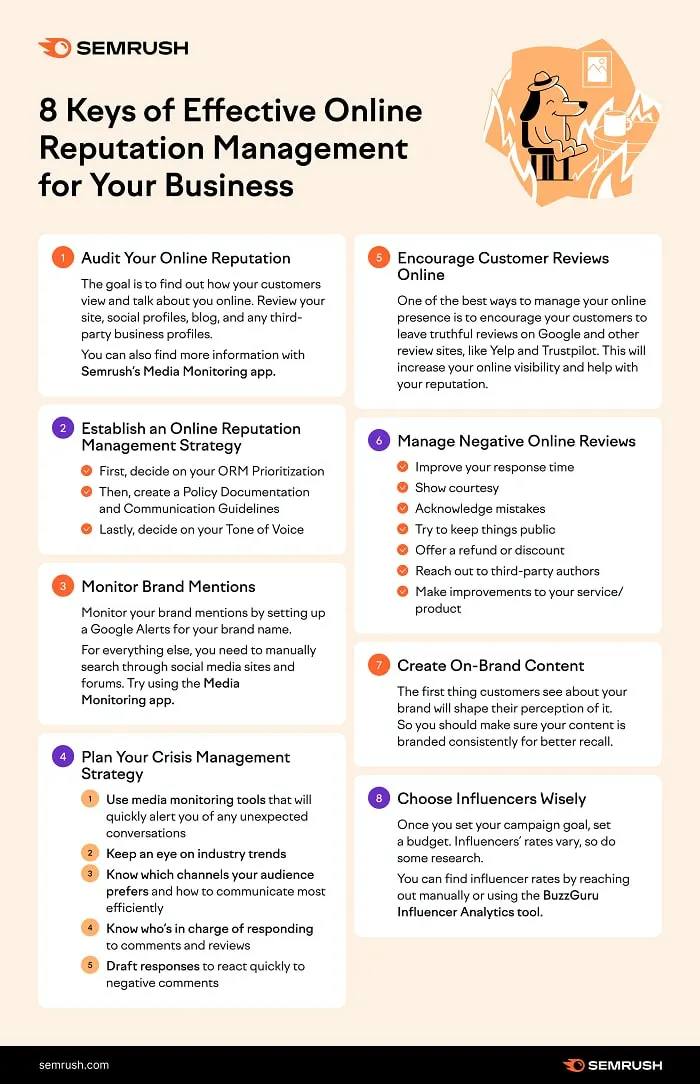 SEMRUSH
8 Keys of Effective Online
Reputation Management
for Your Business
1
Audit Your Online Reputation
The goal is to find out how your customers
view and talk about you online. Review your
site, social profiles, blog, and any third-
party business profiles.
You can also find more information with
Semrush's Media Monitoring app.
2
Establish an Online Reputation
Management Strategy
First, decide on your ORM Prioritization
Then, create a Policy Documentation
and Communication Guidelines
Lastly, decide on your Tone of Voice
3
Monitor Brand Mentions
Monitor your brand mentions by setting up
a Google Alerts for your brand name.
For everything else, you need to manually
search through social media sites and
forums. Try using the Media
Monitoring app.
4
Plan Your Crisis Management
Strategy
1 Use media monitoring tools that will
quickly alert you of any unexpected
conversations
2 Keep an eye on industry trends
3 Know which channels your audience
prefers and how to communicate most
efficiently
4 Know who's in charge of responding
to comments and reviews
5 Draft responses to react quickly to
negative comments
5
Encourage Customer Reviews
Online
One of the best ways to manage your online
presence is to encourage your customers to
leave truthful reviews on Google and other
review sites, like Yelp and Trustpilot. This will
increase your online visibility and help with
your reputation.
6
Manage Negative Online Reviews
Improve your response time
Show courtesy
Acknowledge mistakes
Try to keep things public
Offer a refund or discount
Reach out to third-party authors
Make improvements to your service/
product
7
Create On-Brand Content
The first thing customers see about your
brand will shape their perception of it.
So you should make sure your content is
branded consistently for better recall.
8
Choose Influencers Wisely
Once you set your campaign goal, set
a budget. Influencers' rates vary, so do
some research.
You can find influencer rates by reaching
out manually or using the BuzzGuru
Influencer Analytics tool.
semrush.com
SEMRUSH